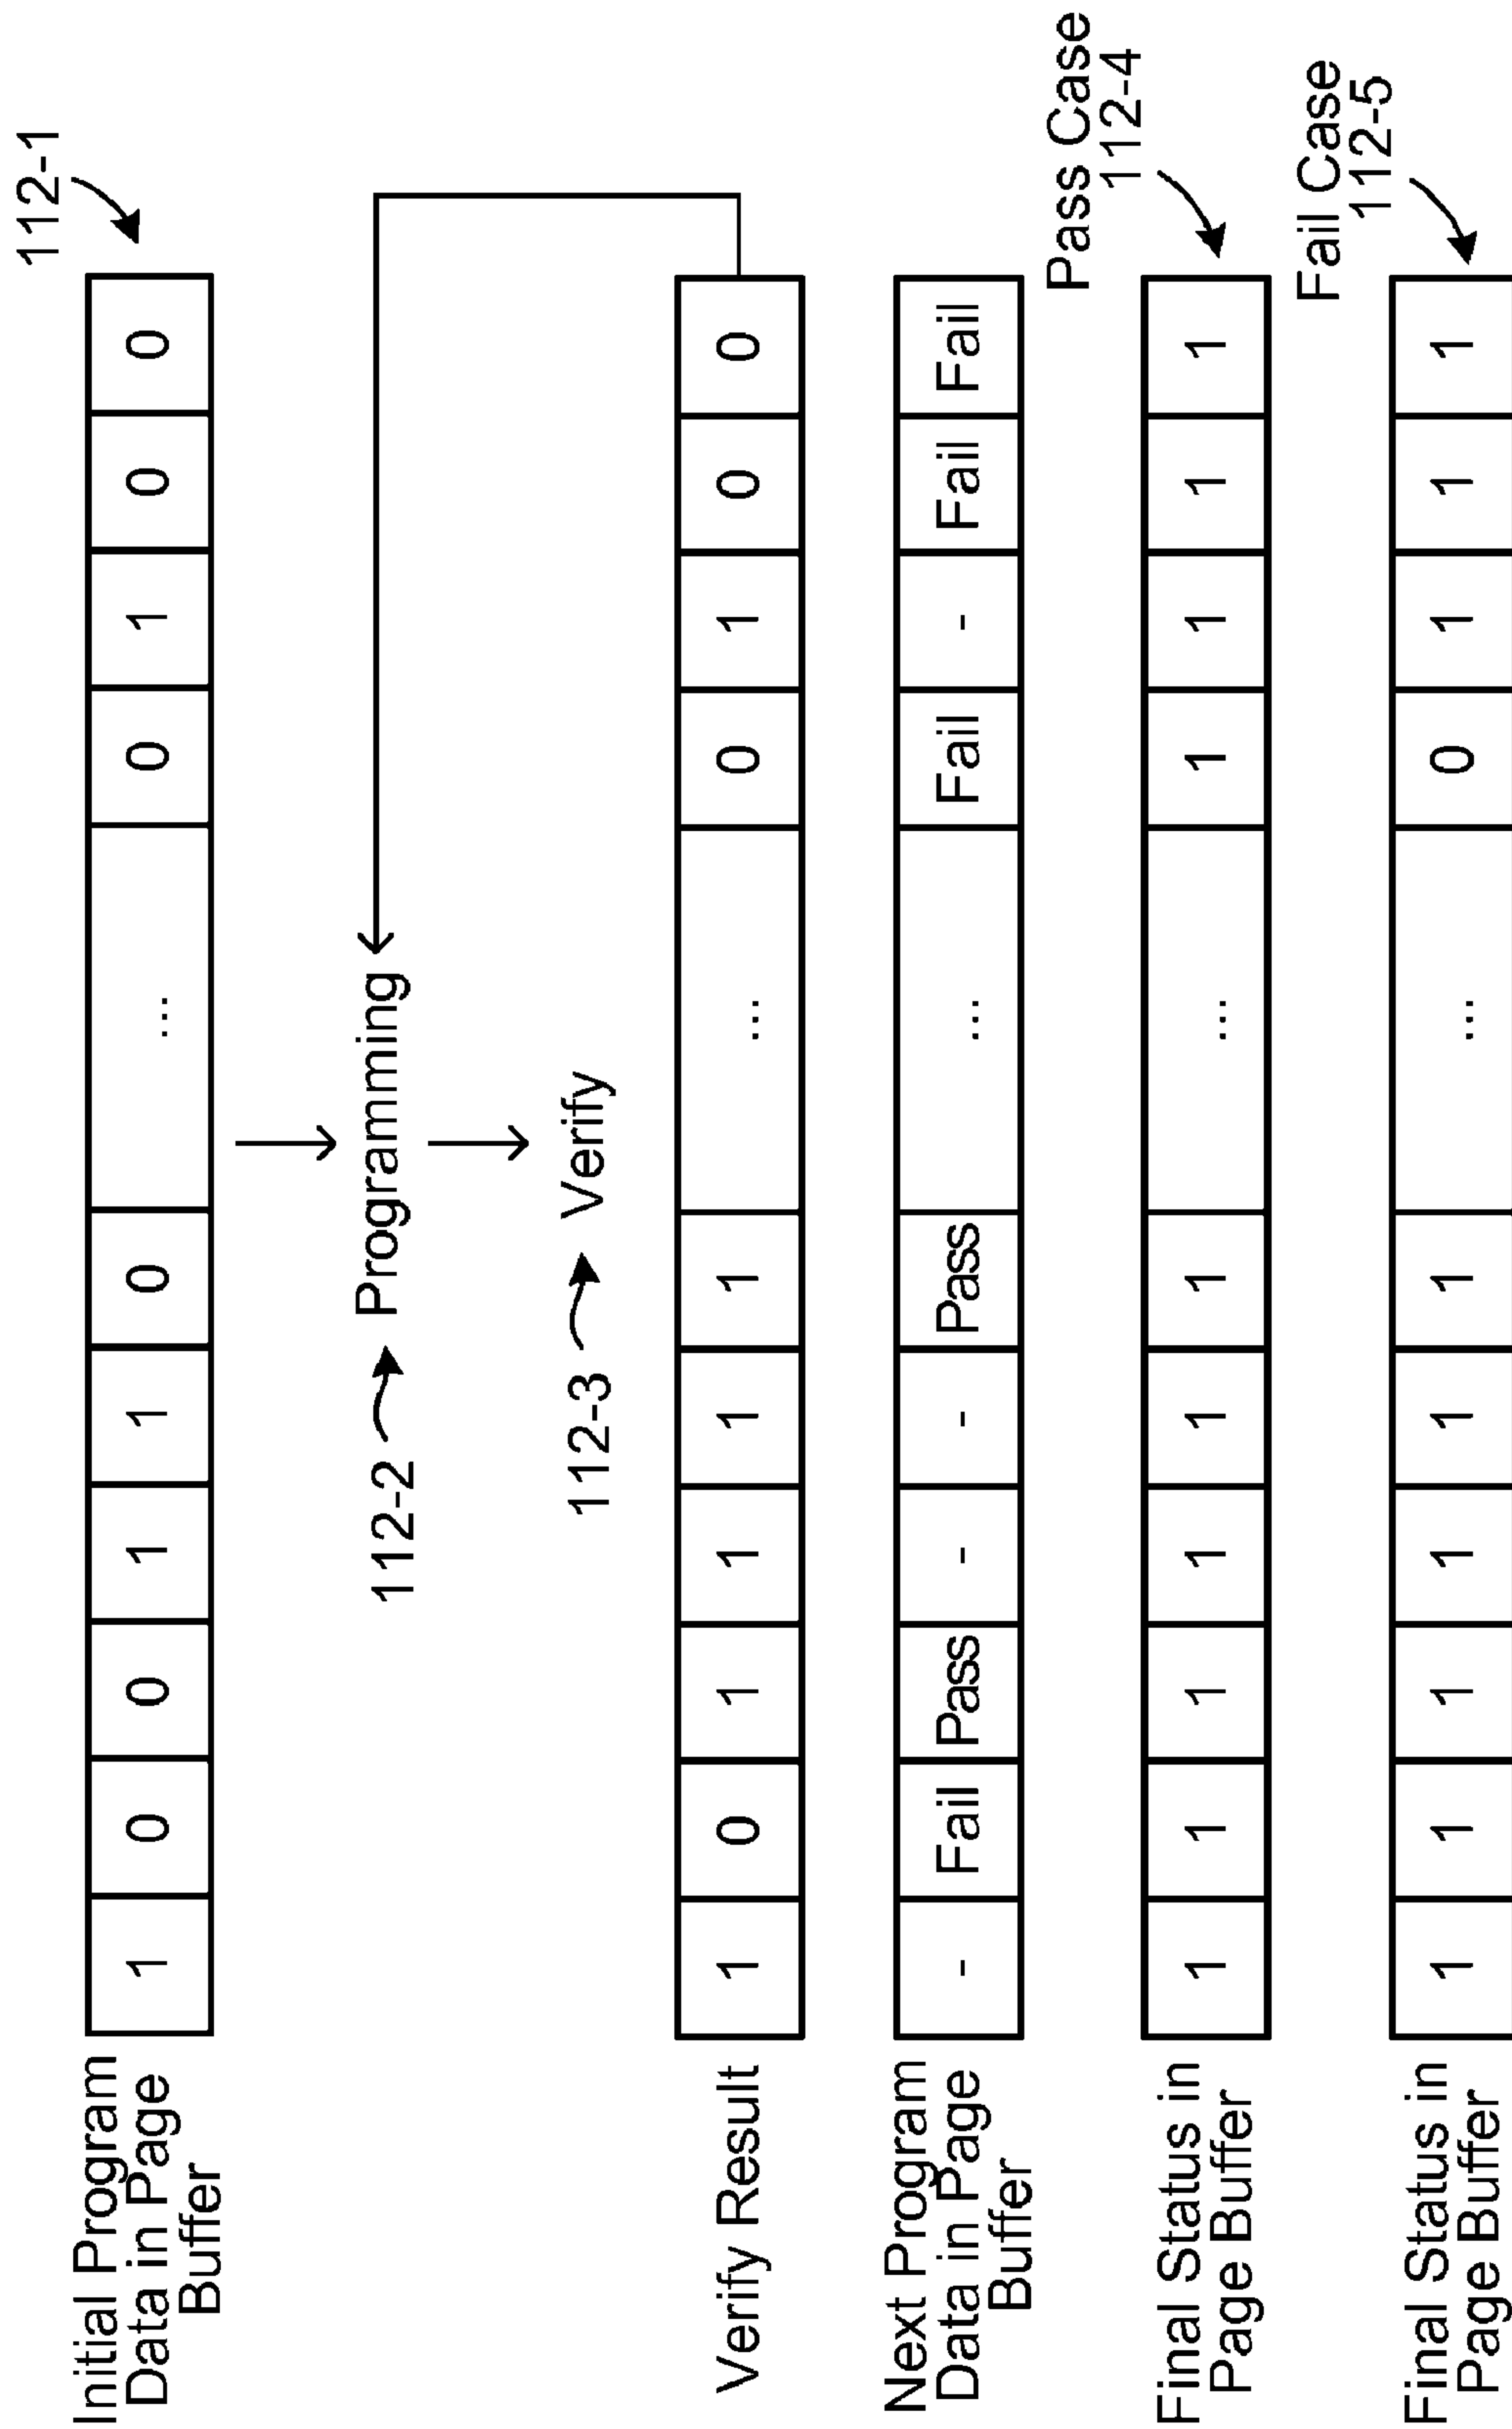 112-1
Initial Program
Data in Page
Buffer
1 0 0 1 1 0 ... 0 1 0 0
112-2 Programming
112-3 Verify
Verify Result
1 0 1 1 1 1 ... 0 1 0 0
Next Program
Data in Page
Buffer
- Fail Pass - - Pass ... Fail - Fail Fail
Pass Case
112-4
Final Status in
Page Buffer
1 1 1 1 1 1 ... 1 1 1 1
Fail Case
112-5
Final Status in
Page Buffer
1 1 1 1 1 1 ... 0 1 1 1